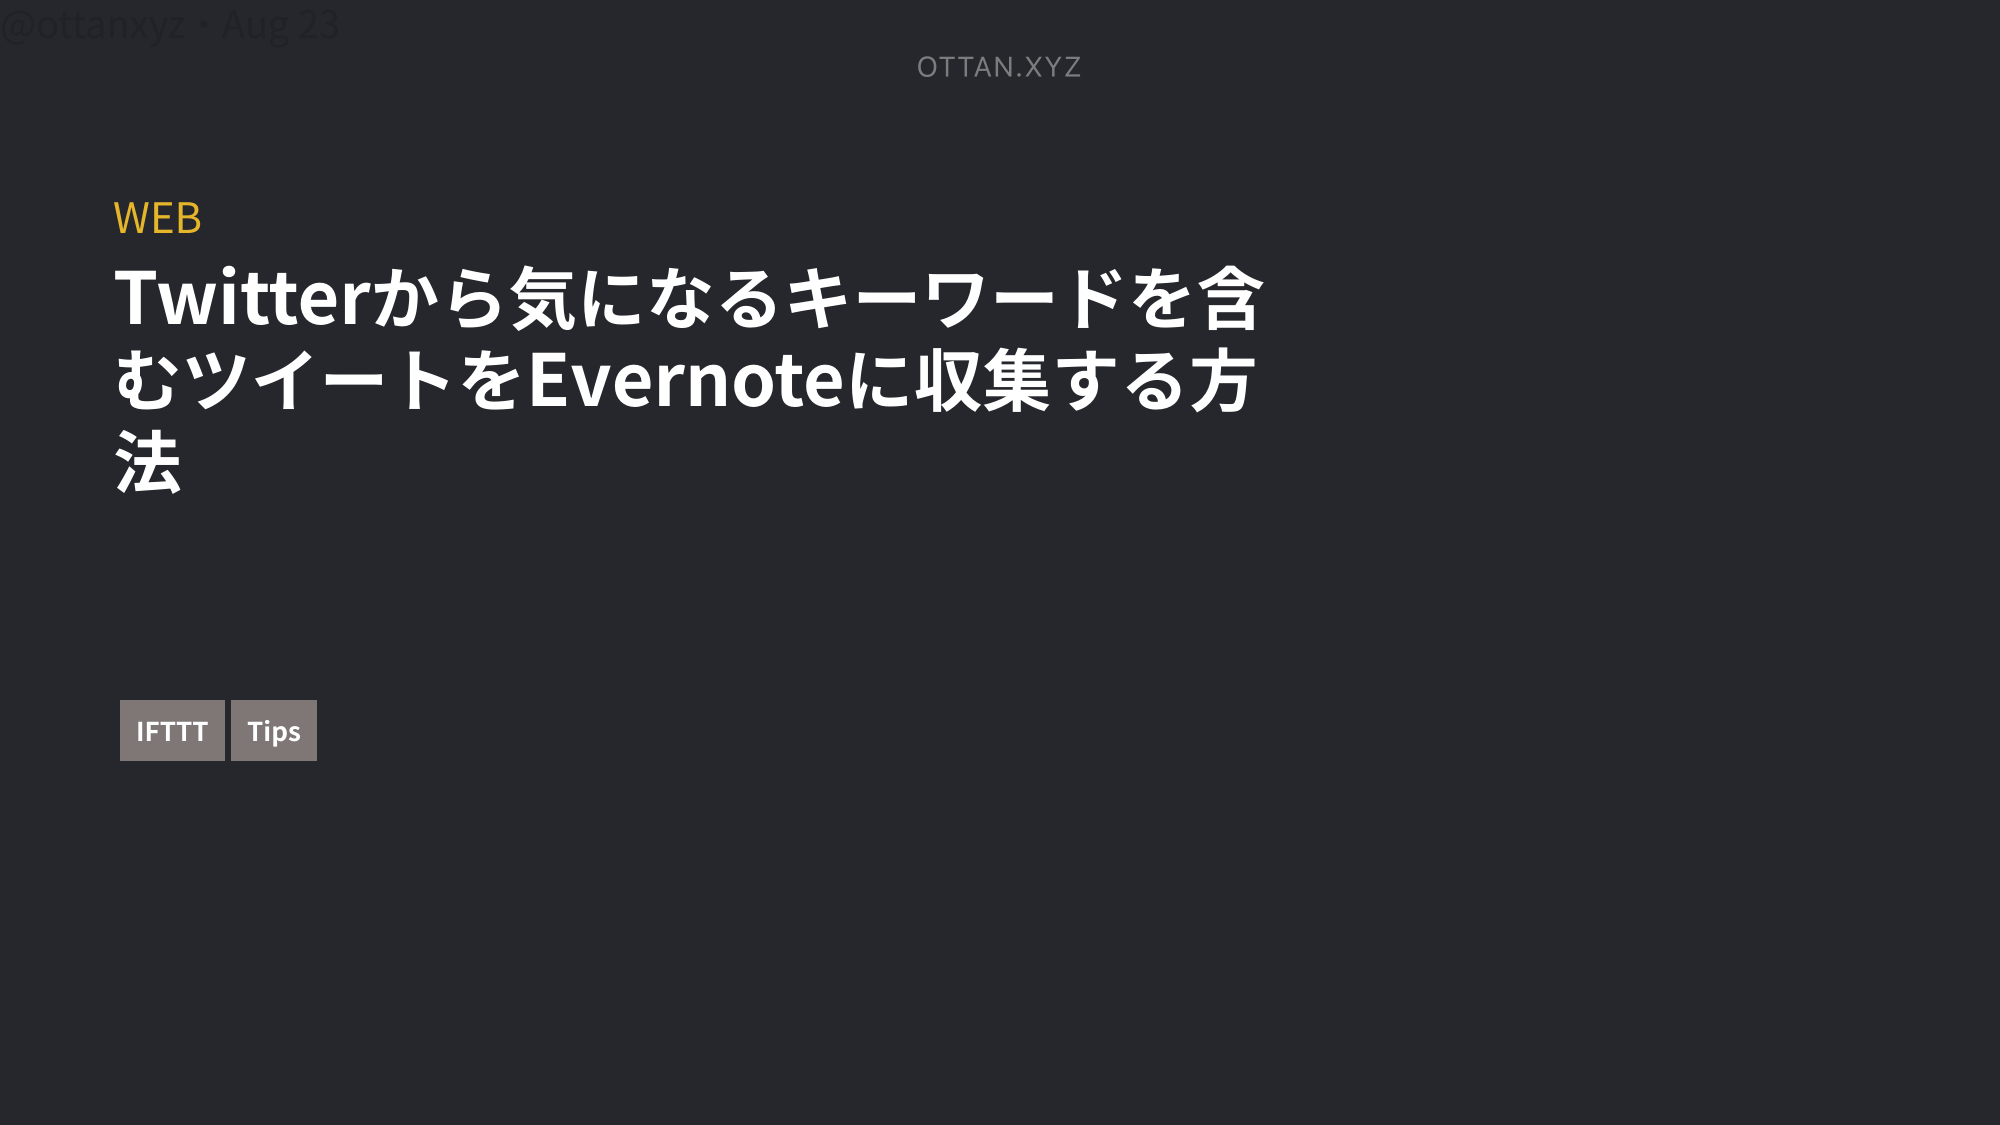 @ottanxyz・Aug 23
OTTAN.XYZ
WEB
Twitterから気になるキーワードを含
むツイートをEvernoteに収集する方
法
IFTTT Tips